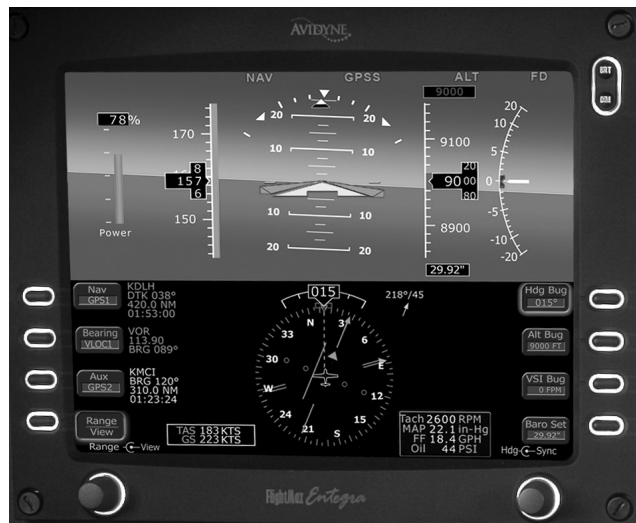 AVIDYNE
BRT
DIM
NAV GPSS ALT FD
9000
78%
Power
170
8
157
6
150
20 20
10 10
10 10
20 20
9100
20
9000
80
8900
29.92"
20
10
5
0
-5
-10
-20
Nav
GPS1
KDLH
DTK 038°
420.0 NM
01:53:00
Bearing
VLOC1
VOR
113.90
BRG 089°
Aux
GPS2
KMCI
BRG 120°
310.0 NM
01:23:24
Range
View
Range View
TAS 183 KTS
GS 223 KTS
015
218°/45
N 3 6 E 12 15 S 21 24 W 30 33
Hdg Bug
015°
Alt Bug
9000 FT
VSI Bug
0 FPM
Baro Set
29.92"
Hdg Sync
Tach 2600 RPM
MAP 22.1 in-Hg
FF 18.4 GPH
Oil 44 PSI
FlightMax Entegra